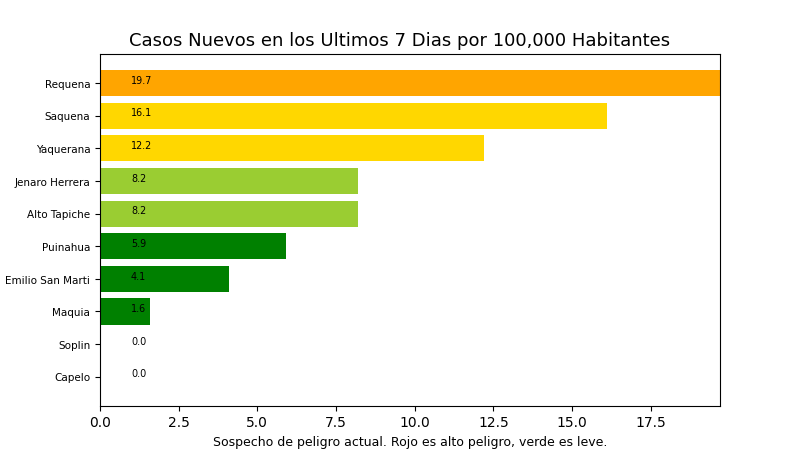 Casos Nuevos en los Ultimos 7 Dias por 100,000 Habitantes
Requena 19.7
Saquena 16.1
Yaquerana 12.2
Jenaro Herrera 8.2
Alto Tapiche 8.2
Puinahua 5.9
Emilio San Marti 4.1
Maquia 1.6
Soplin 0.0
Capelo 0.0
0.0 2.5 5.0 7.5 10.0 12.5 15.0 17.5
Sospecho de peligro actual. Rojo es alto peligro, verde es leve.